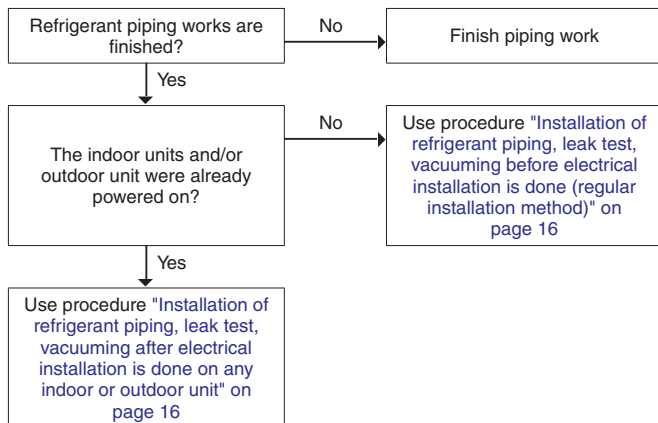 Refrigerant piping works are
finished?
No
Finish piping work
Yes
The indoor units and/or
outdoor unit were already
powered on?
No
Use procedure "Installation of
refrigerant piping, leak test,
vacuuming before electrical
installation is done (regular
installation method)" on
page 16
Yes
Use procedure "Installation of
refrigerant piping, leak test,
vacuuming after electrical
installation is done on any
indoor or outdoor unit" on
page 16